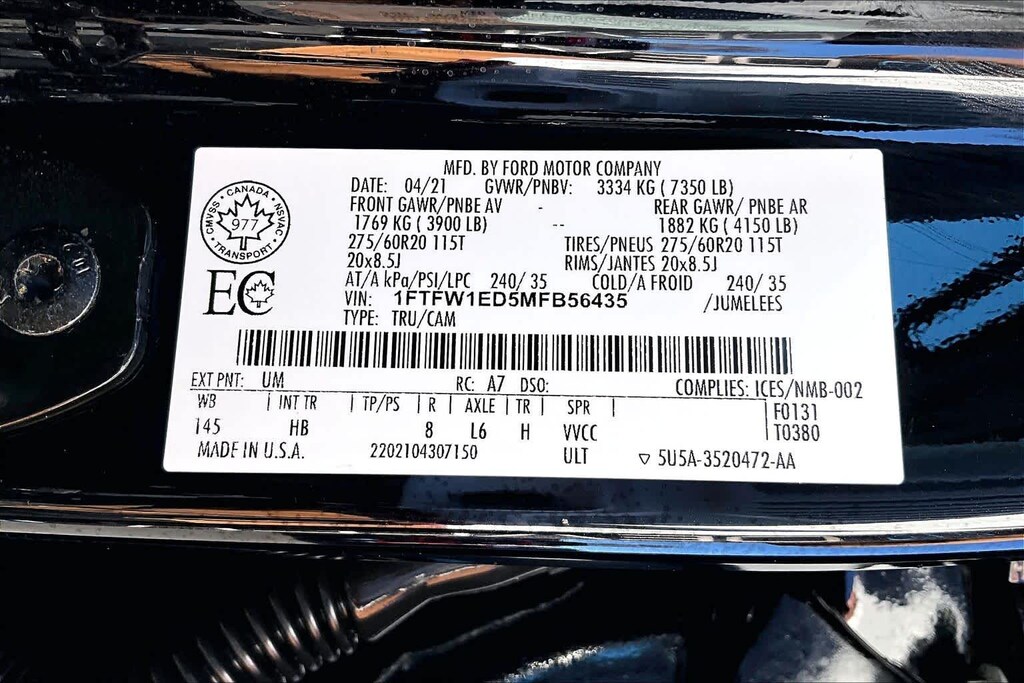 MFD. BY FORD MOTOR COMPANY
DATE: 04/21 GVWR/PNBV: 3334 KG ( 7350 LB)
FRONT GAWR/PNBE AV - REAR GAWR/ PNBE AR
1769 KG ( 3900 LB) -- 1882 KG ( 4150 LB)
275/60R20 115T TIRES/PNEUS 275/60R20 115T
20x8.5J RIMS/JANTES 20x8.5J
AT/A kPa/PSI/LPC 240/ 35 COLD/A FROID 240/ 35
VIN: 1FTFW1ED5MFB56435 /JUMELEES
TYPE: TRU/CAM
CANADA
CMVSS NSVAC
977
TRANSPORT
EC
EXT PNT: UM RC: A7 DSO: COMPLIES: ICES/NMB-002
WB | INT TR | TP/PS | R | AXLE | TR | SPR | F0131
145 HB 8 L6 H VVCC T0380
MADE IN U.S.A. 2202104307150 ULT ▽ 5U5A-3520472-AA